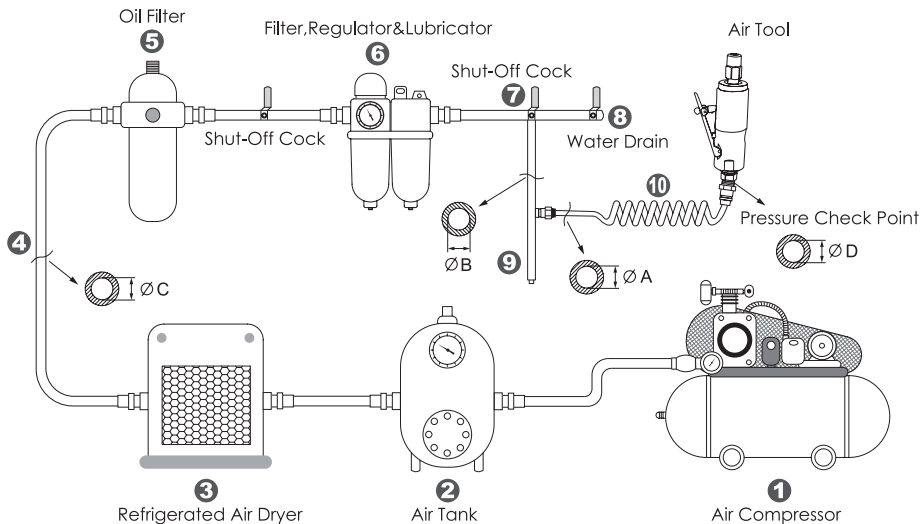 Oil Filter
5
Filter,Regulator&Lubricator
6
Air Tool
Shut-Off Cock
7
8
Shut-Off Cock
Water Drain
10
Pressure Check Point
4
ØB
9
ØA
ØD
ØC
3
Refrigerated Air Dryer
2
Air Tank
1
Air Compressor